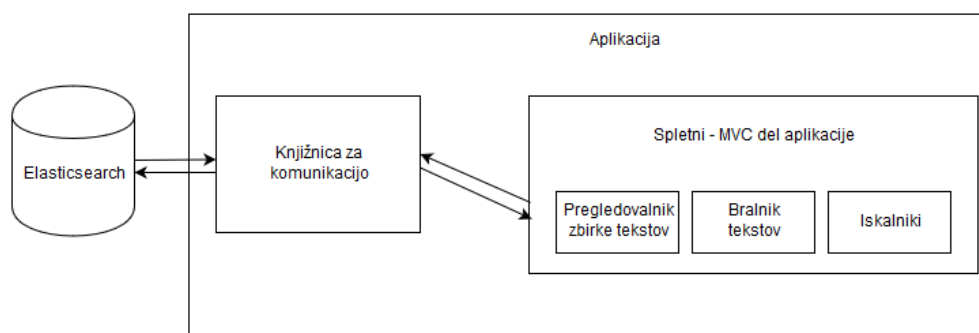 Aplikacija
Elasticsearch
Knjižnica za
komunikacijo
Spletni - MVC del aplikacije
Pregledovalnik
zbirke tekstov
Bralnik
tekstov
Iskalniki